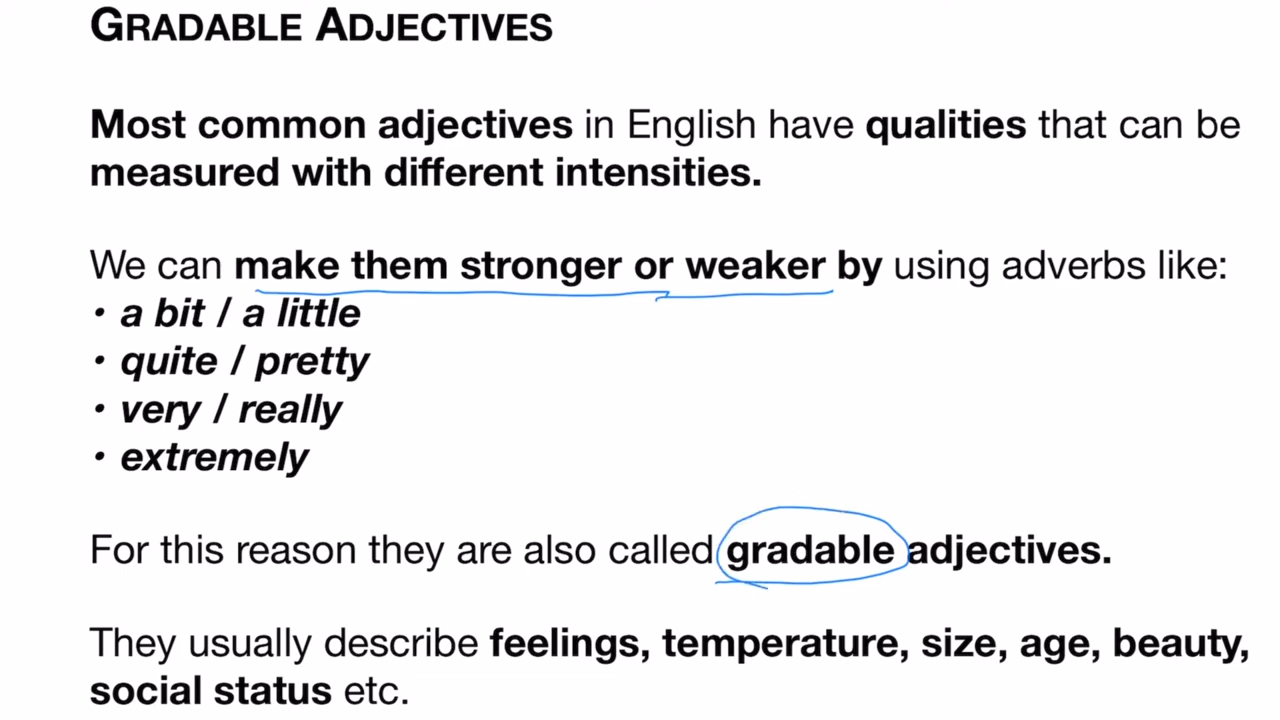 GRADABLE ADJECTIVES
Most common adjectives in English have qualities that can be
measured with different intensities.
We can make them stronger or weaker by using adverbs like:
• a bit / a little
• quite / pretty
• very / really
• extremely
For this reason they are also called gradable adjectives.
They usually describe feelings, temperature, size, age, beauty,
social status etc.